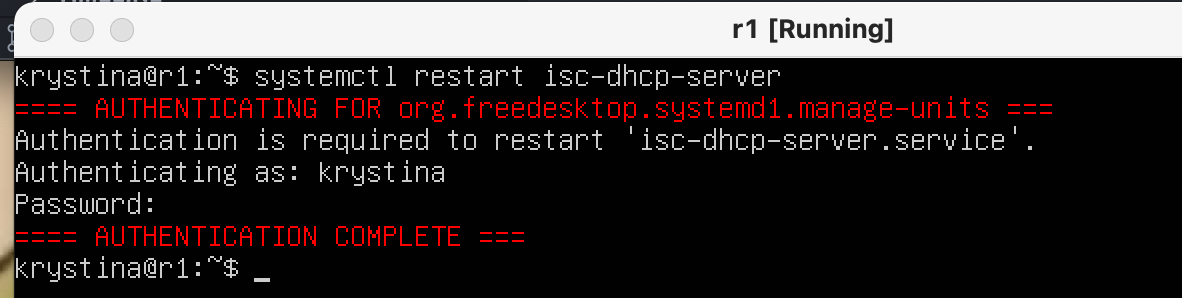 r1 [Running]
krystina@r1:~$ systemctl restart isc-dhcp-server
==== AUTHENTICATING FOR org.freedesktop.systemd1.manage-units ===
Authentication is required to restart 'isc-dhcp-server.service'.
Authenticating as: krystina
Password:
==== AUTHENTICATION COMPLETE ===
krystina@r1:~$ _